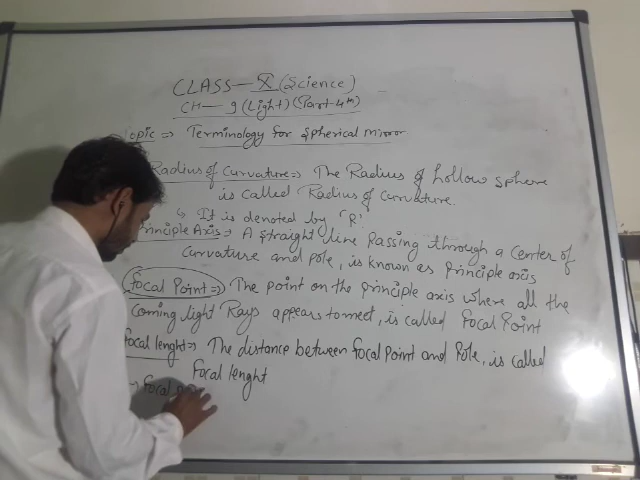 CLASS — X (Science)
CH — 9 (Light) (Part 4th)
Topic => Terminology for Spherical mirror
Radius of Curvature => The Radius of hollow sphere
is called Radius of Curvature.
↳ It is denoted by 'R'
Principle Axis => A straight line Passing through a Center of
Curvature and pole, is known as principle axis
Focal Point => The point on the principle axis where all the
Coming light Rays appears to meet, is called Focal Point
Focal lenght => The distance between focal Point and Pole, is called
Focal lenght
→ Focal